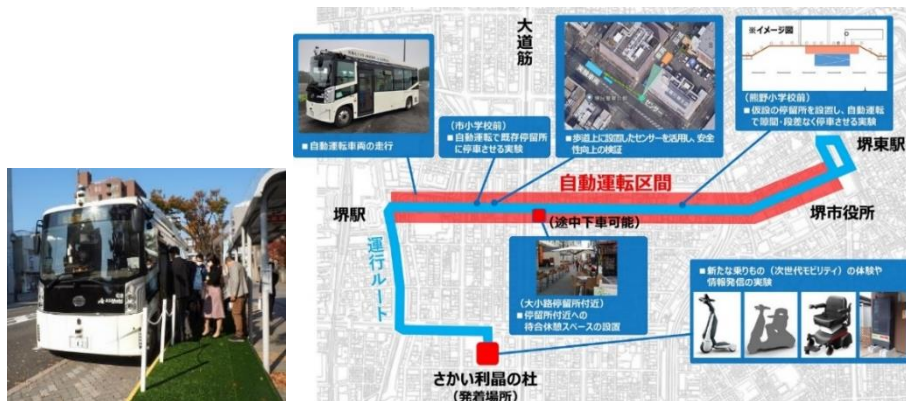 大道筋
※イメージ図
■自動運転車両の走行
(市小学校前)
■自動運転で既存停留所
に停車させる実験
センサー
■歩道上に設置したセンサーを活用し、安全
性向上の検証
(熊野小学校前)
■仮設の停留所を設置し、自動運転
で隙間・段差なく停車させる実験
堺東駅
自動運転区間
堺駅
(途中下車可能)
堺市役所
運行ルート
(大小路停留所付近)
■停留所付近への
待合休憩スペースの設置
■新たな乗りもの(次世代モビリティ)の体験や
情報発信の実験
さかい利晶の杜
(発着場所)